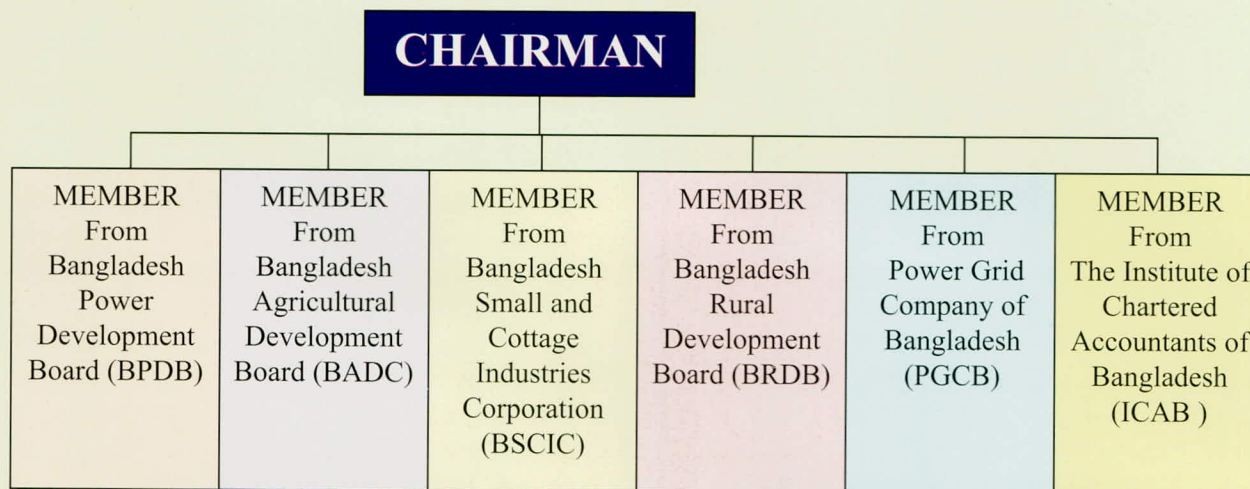 CHAIRMAN
MEMBER
From
Bangladesh
Power
Development
Board (BPDB)
MEMBER
From
Bangladesh
Agricultural
Development
Board (BADC)
MEMBER
From
Bangladesh
Small and
Cottage
Industries
Corporation
(BSCIC)
MEMBER
From
Bangladesh
Rural
Development
Board (BRDB)
MEMBER
From
Power Grid
Company of
Bangladesh
(PGCB)
MEMBER
From
The Institute of
Chartered
Accountants of
Bangladesh
(ICAB )